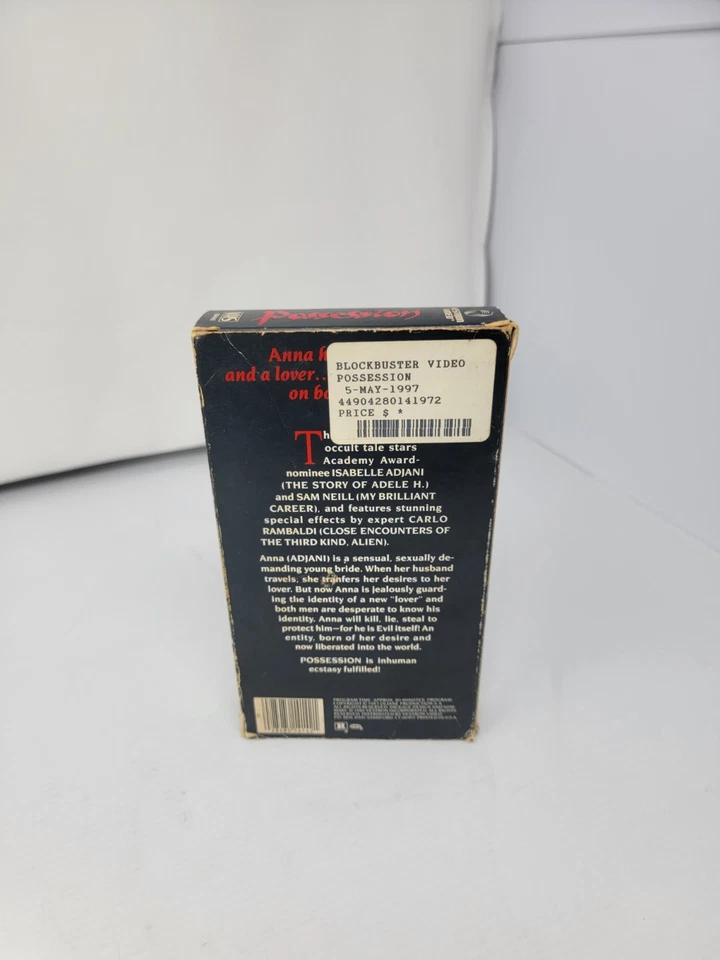 VHS
Possession
Anna h
and a lover...
on bo
BLOCKBUSTER VIDEO
POSSESSION
5-MAY-1997
44904280141972
PRICE $ *
Th
occult tale stars
Academy Award-
nominee ISABELLE ADJANI
(THE STORY OF ADELE H.)
and SAM NEILL (MY BRILLIANT
CAREER), and features stunning
special effects by expert CARLO
RAMBALDI (CLOSE ENCOUNTERS OF
THE THIRD KIND, ALIEN).
Anna (ADJANI) is a sensual, sexually de-
manding young bride. When her husband
travels, she tranfers her desires to her
lover. But now Anna is jealously guard-
ing the identity of a new "lover" and
both men are desperate to know his
identity. Anna will kill, lie, steal to
protect him—for he is Evil itself! An
entity, born of her desire and
now liberated into the world.
POSSESSION is inhuman
ecstasy fulfilled!
R